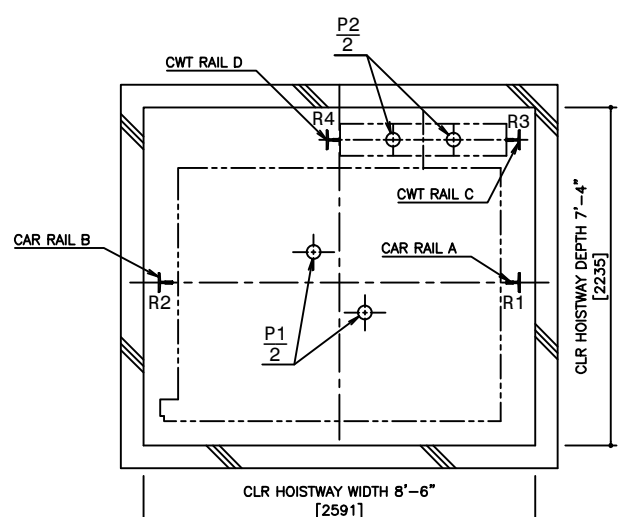 P2
2
CWT RAIL D
R4
R3
CWT RAIL C
CAR RAIL B
CAR RAIL A
R2
R1
P1
2
CLR HOISTWAY DEPTH 7'-4"
[2235]
CLR HOISTWAY WIDTH 8'-6"
[2591]